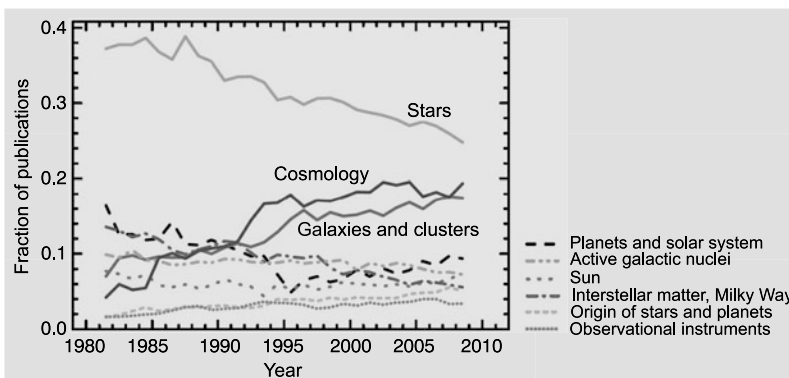 0.4
0.3
0.2
0.1
0.0
Fraction of publications
Stars
Cosmology
Galaxies and clusters
1980 1985 1990 1995 2000 2005 2010
Year
Planets and solar system
Active galactic nuclei
Sun
Interstellar matter, Milky Way
Origin of stars and planets
Observational instruments